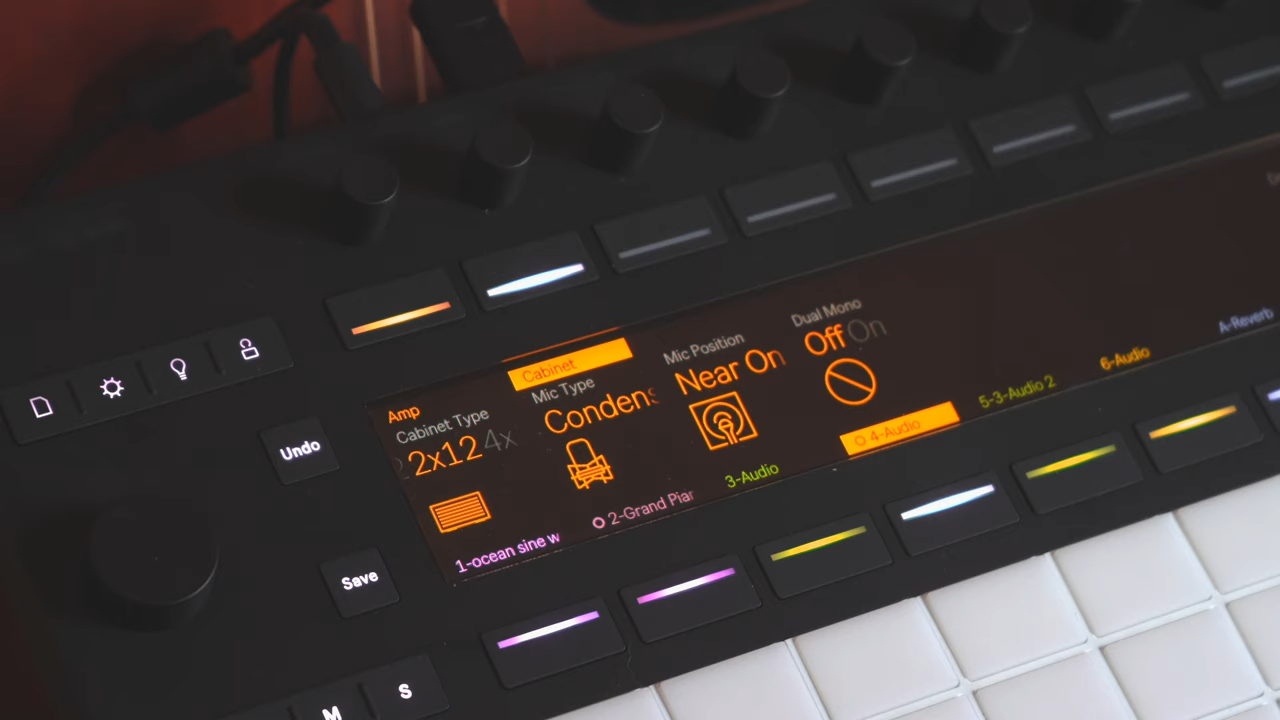 Amp
Cabinet
Cabinet Type
Mic Type
Mic Position
Dual Mono
2x12 4x
Condens
Near On
Off On
1-ocean sine w
2-Grand Piar
3-Audio
4-Audio
5-3-Audio 2
6-Audio
A-Reverb
Undo
Save
M
S